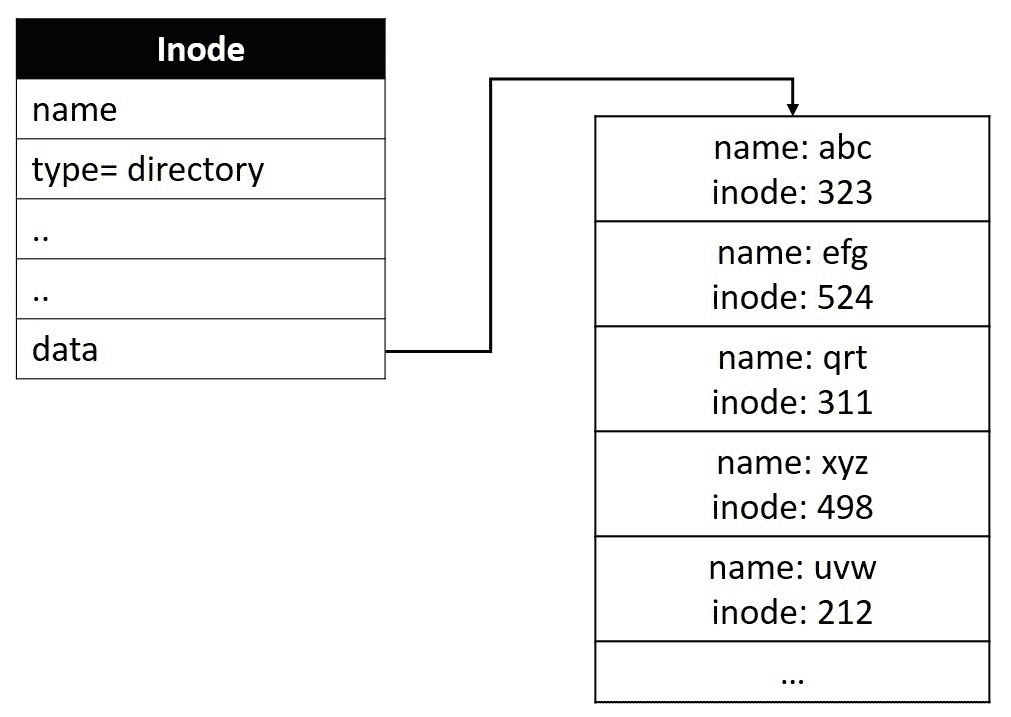 Inode
name
type= directory
..
..
data
name: abc
inode: 323
name: efg
inode: 524
name: qrt
inode: 311
name: xyz
inode: 498
name: uvw
inode: 212
...